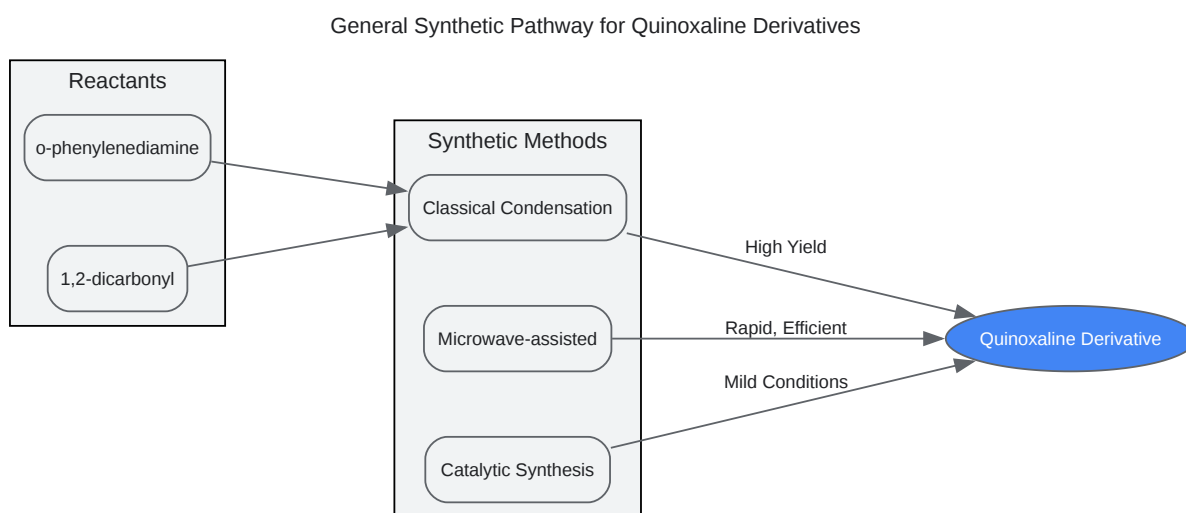 General Synthetic Pathway for Quinoxaline Derivatives
Reactants
o-phenylenediamine
1,2-dicarbonyl
Synthetic Methods
Classical Condensation
Microwave-assisted
Catalytic Synthesis
High Yield
Rapid, Efficient
Mild Conditions
Quinoxaline Derivative